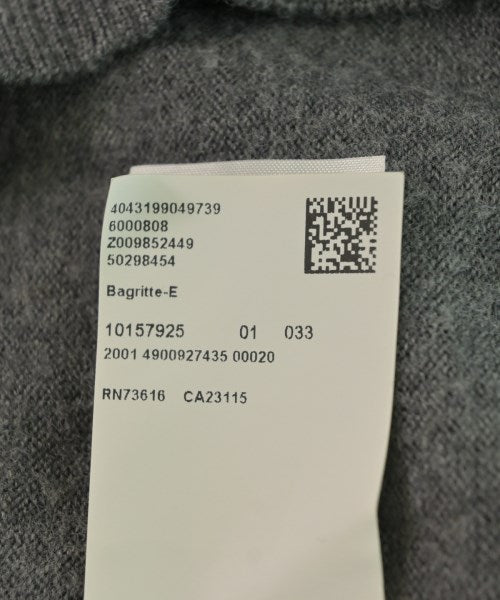 4043199049739
6000808
Z009852449
50298454
Bagritte-E
10157925 01 033
2001 4900927435 00020
RN73616 CA23115